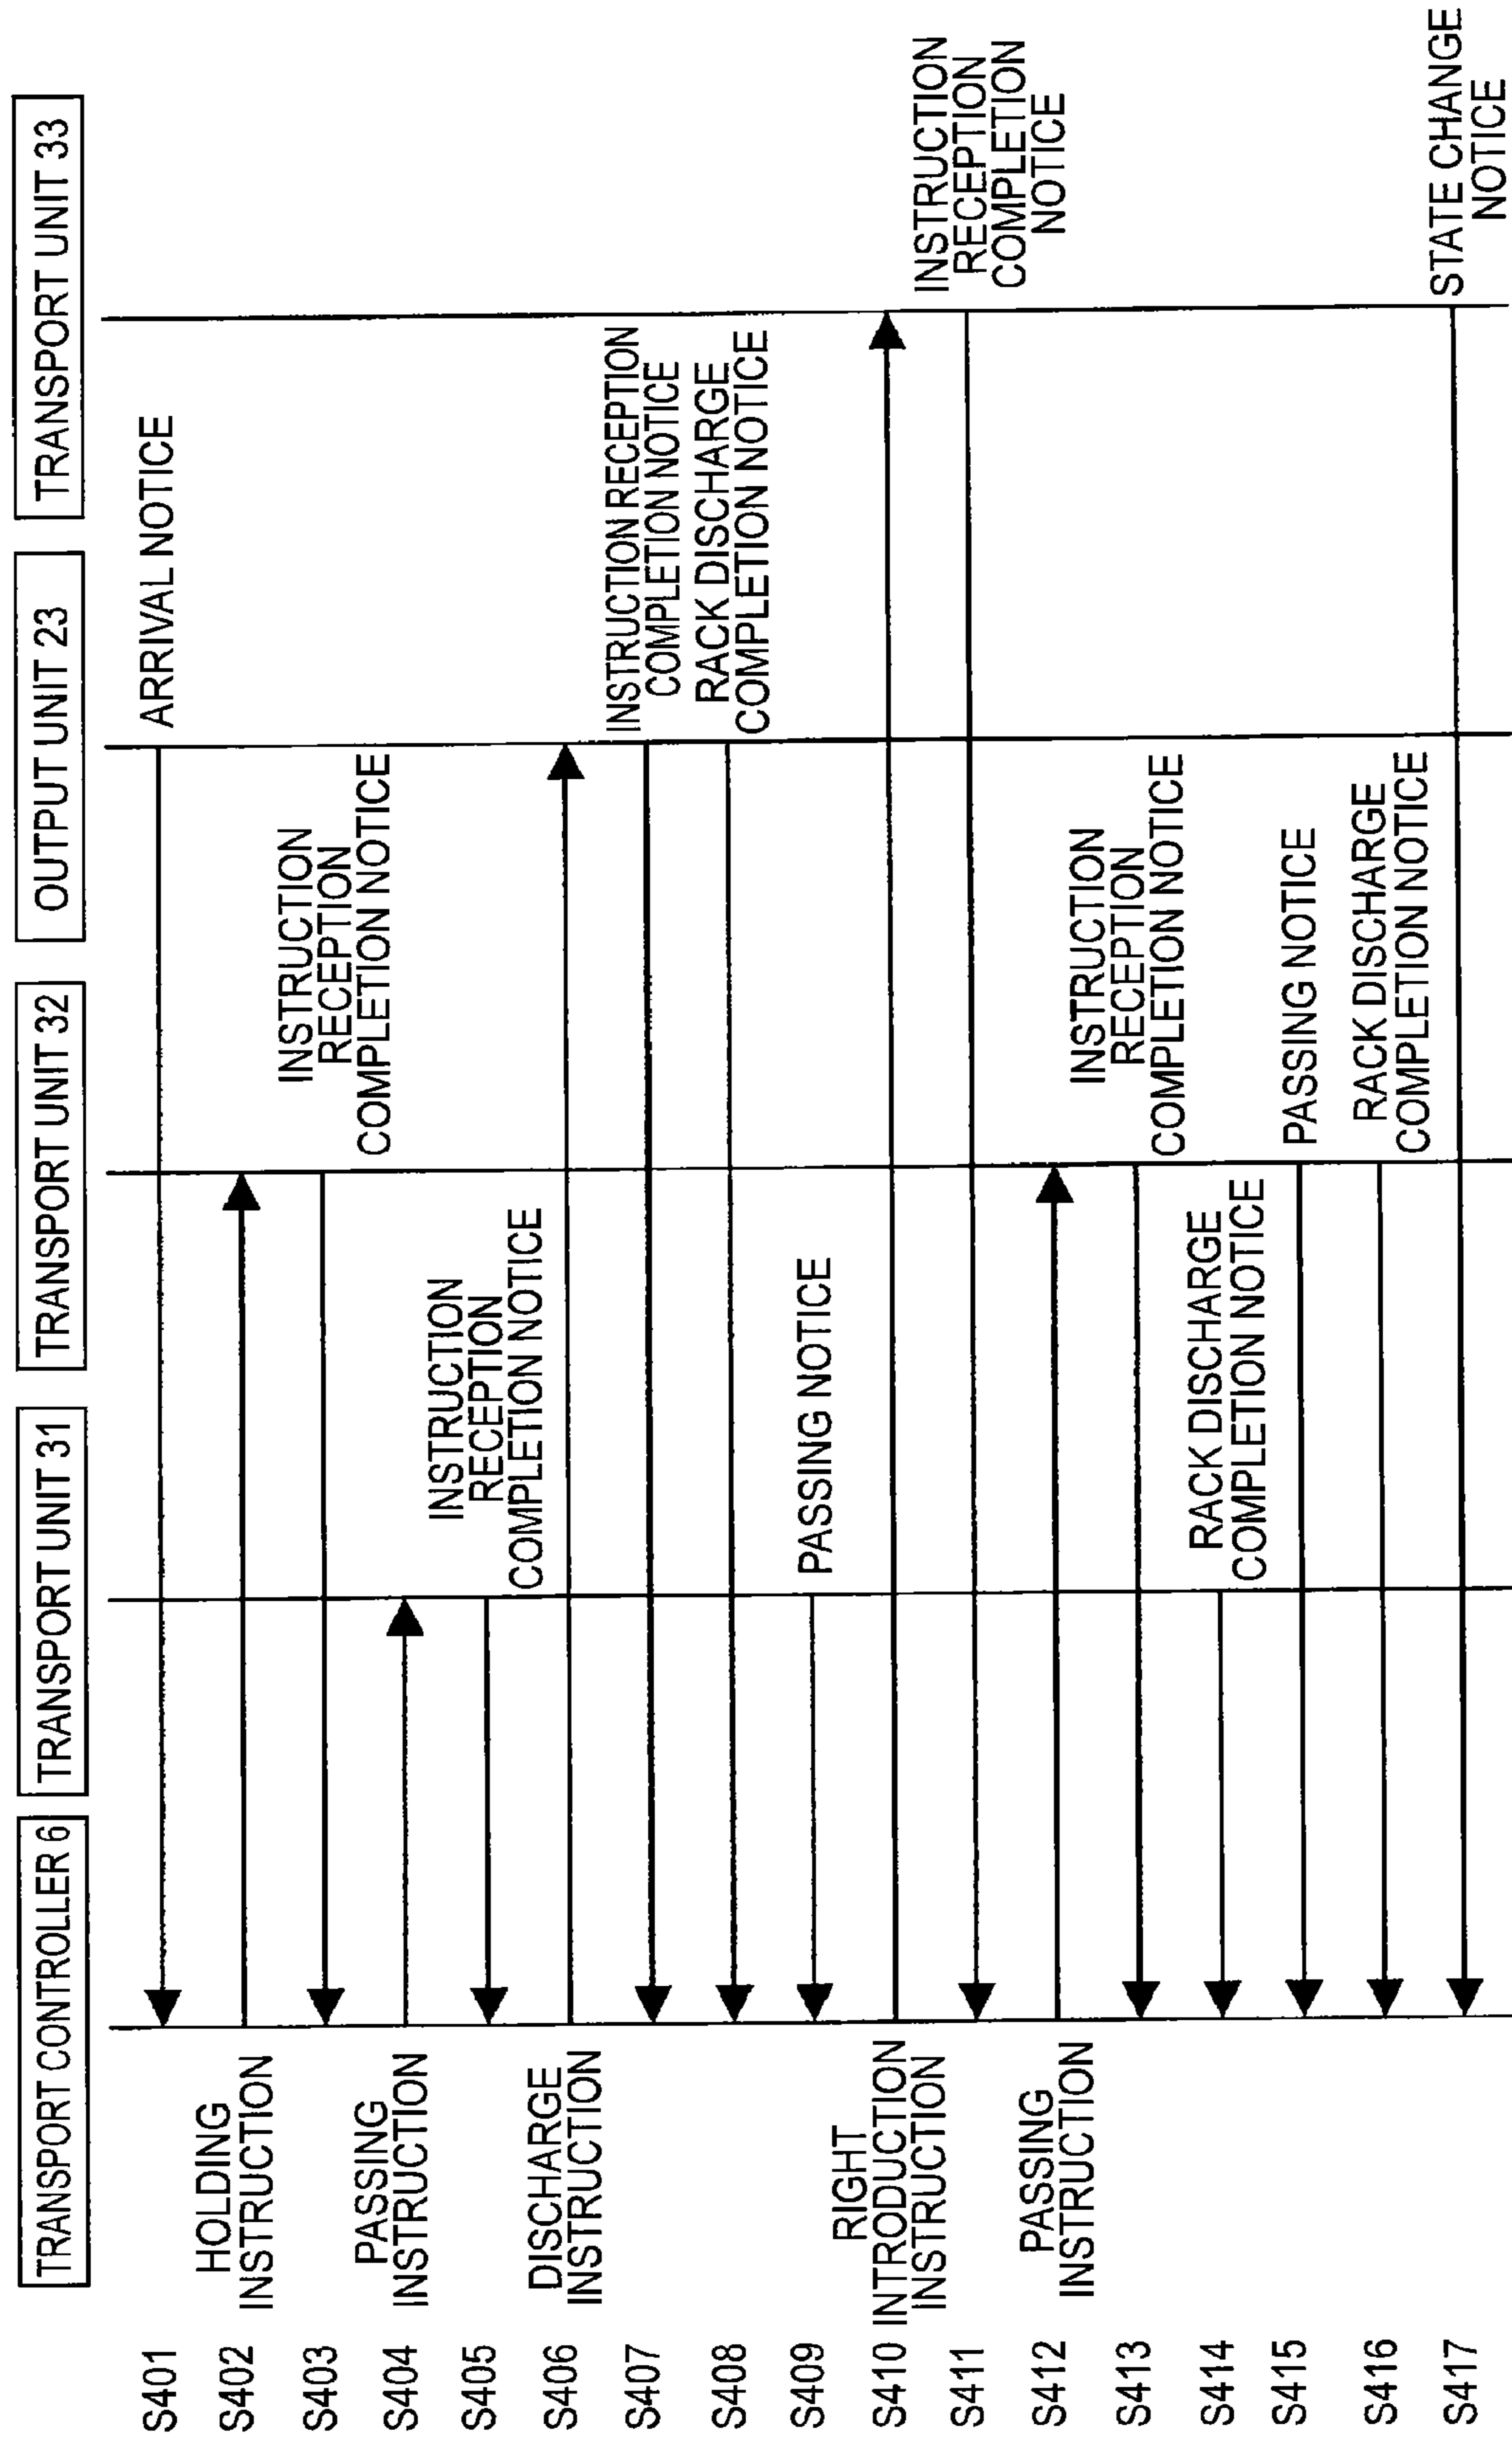 TRANSPORT CONTROLLER 6
TRANSPORT UNIT 31
TRANSPORT UNIT 32
OUTPUT UNIT 23
TRANSPORT UNIT 33
S401
ARRIVAL NOTICE
S402
HOLDING
INSTRUCTION
S403
INSTRUCTION
RECEPTION
COMPLETION NOTICE
S404
PASSING
INSTRUCTION
S405
INSTRUCTION
RECEPTION
COMPLETION NOTICE
S406
DISCHARGE
INSTRUCTION
S407
INSTRUCTION RECEPTION
COMPLETION NOTICE
S408
RACK DISCHARGE
COMPLETION NOTICE
S409
PASSING NOTICE
S410
RIGHT
INTRODUCTION
INSTRUCTION
S411
INSTRUCTION
RECEPTION
COMPLETION
NOTICE
S412
PASSING
INSTRUCTION
S413
INSTRUCTION
RECEPTION
COMPLETION NOTICE
S414
RACK DISCHARGE
COMPLETION NOTICE
S415
PASSING NOTICE
S416
RACK DISCHARGE
COMPLETION NOTICE
S417
STATE CHANGE
NOTICE